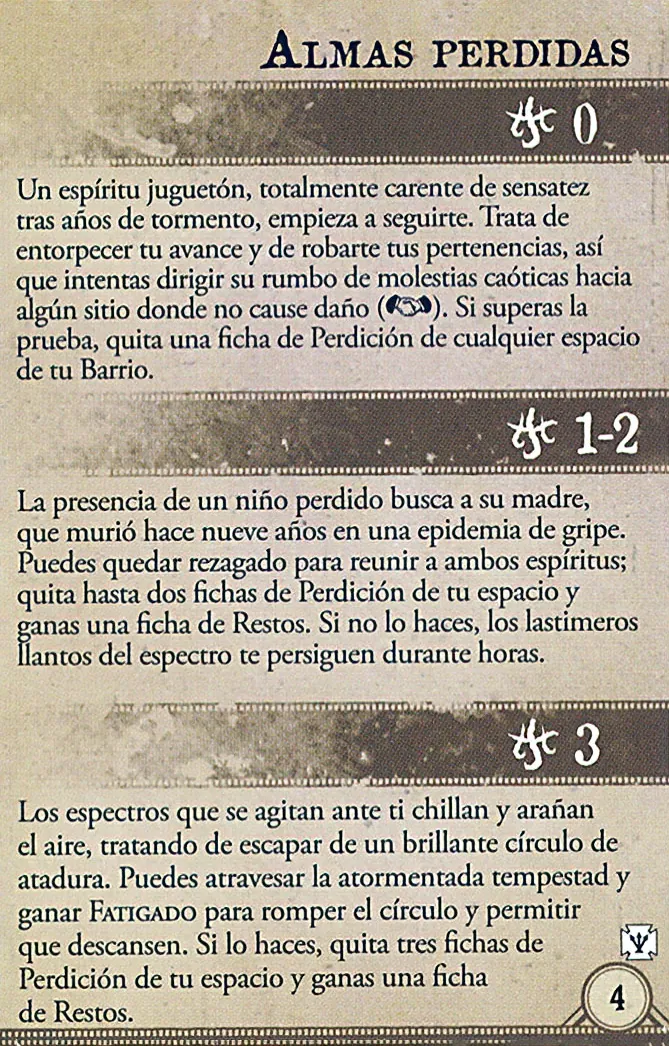 Almas perdidas
0
Un espíritu juguetón, totalmente carente de sensatez
tras años de tormento, empieza a seguirte. Trata de
entorpecer tu avance y de robarte tus pertenencias, así
que intentas dirigir su rumbo de molestias caóticas hacia
algún sitio donde no cause daño (). Si superas la
prueba, quita una ficha de Perdición de cualquier espacio
de tu Barrio.
1-2
La presencia de un niño perdido busca a su madre,
que murió hace nueve años en una epidemia de gripe.
Puedes quedar rezagado para reunir a ambos espíritus;
quita hasta dos fichas de Perdición de tu espacio y
ganas una ficha de Restos. Si no lo haces, los lastimeros
llantos del espectro te persiguen durante horas.
3
Los espectros que se agitan ante ti chillan y arañan
el aire, tratando de escapar de un brillante círculo de
atadura. Puedes atravesar la atormentada tempestad y
ganar Fatigado para romper el círculo y permitir
que descansen. Si lo haces, quita tres fichas de
Perdición de tu espacio y ganas una ficha
de Restos.
4